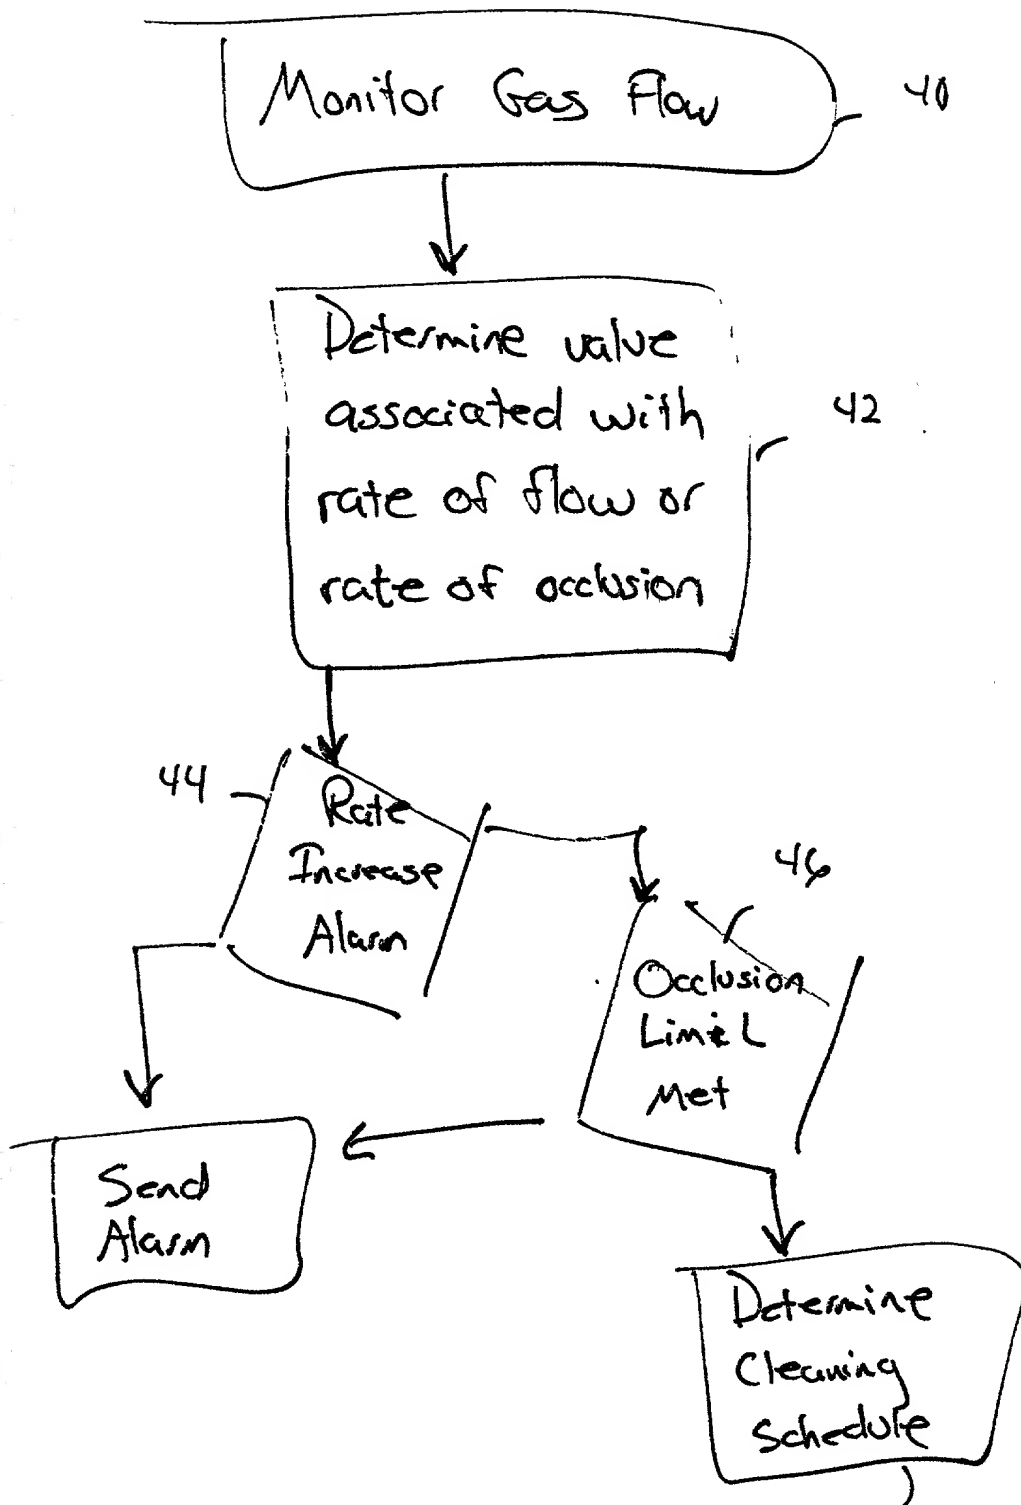 Monitor Gas Flow
40
Determine value
associated with
42
rate of flow or
rate of occlusion
44
Rate
Increase
Alarm
46
Occlusion
Limit
Met
Send
Alarm
Determine
Cleaning
Schedule